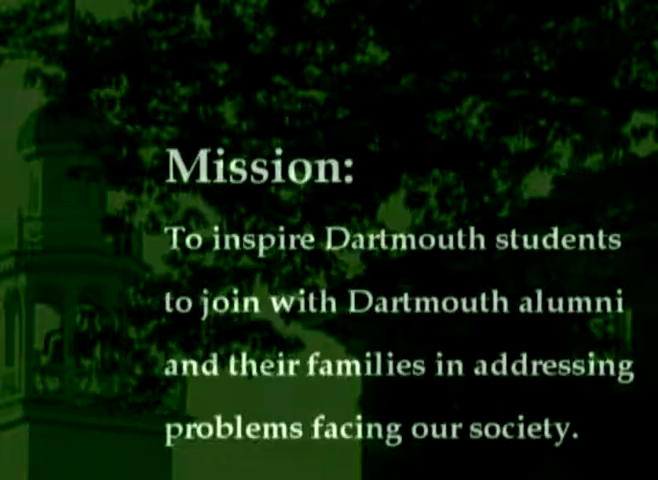 Mission:
To inspire Dartmouth students
to join with Dartmouth alumni
and their families in addressing
problems facing our society.